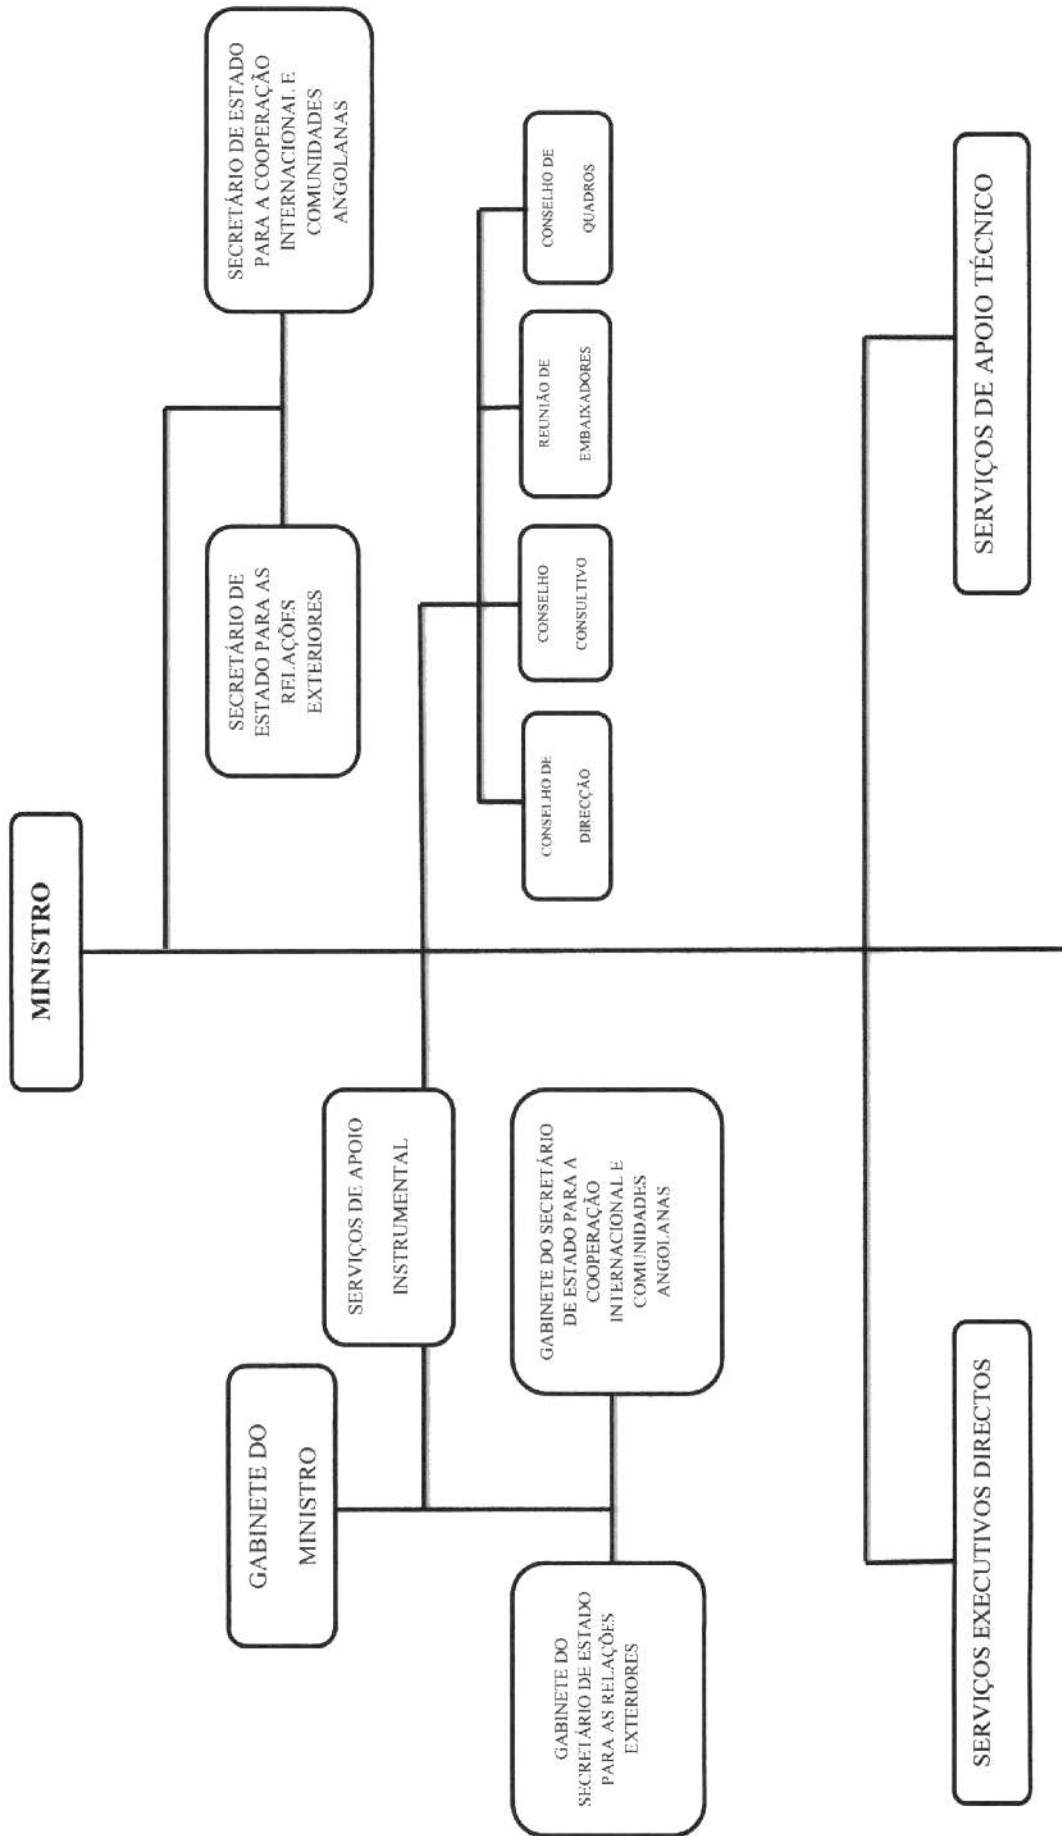 MINISTRO
SECRETÁRIO DE
ESTADO PARA AS
RELAÇÕES
EXTERIORES
SECRETÁRIO DE ESTADO
PARA A COOPERAÇÃO
INTERNACIONAL E
COMUNIDADES
ANGOLANAS
GABINETE DO
MINISTRO
SERVIÇOS DE APOIO
INSTRUMENTAL
GABINETE DO
SECRETÁRIO DE ESTADO
PARA AS RELAÇÕES
EXTERIORES
GABINETE DO SECRETÁRIO
DE ESTADO PARA A
COOPERAÇÃO
INTERNACIONAL E
COMUNIDADES
ANGOLANAS
CONSELHO DE
DIRECÇÃO
CONSELHO
CONSULTIVO
REUNIÃO DE
EMBAIXADORES
CONSELHO DE
QUADROS
SERVIÇOS EXECUTIVOS DIRECTOS
SERVIÇOS DE APOIO TÉCNICO